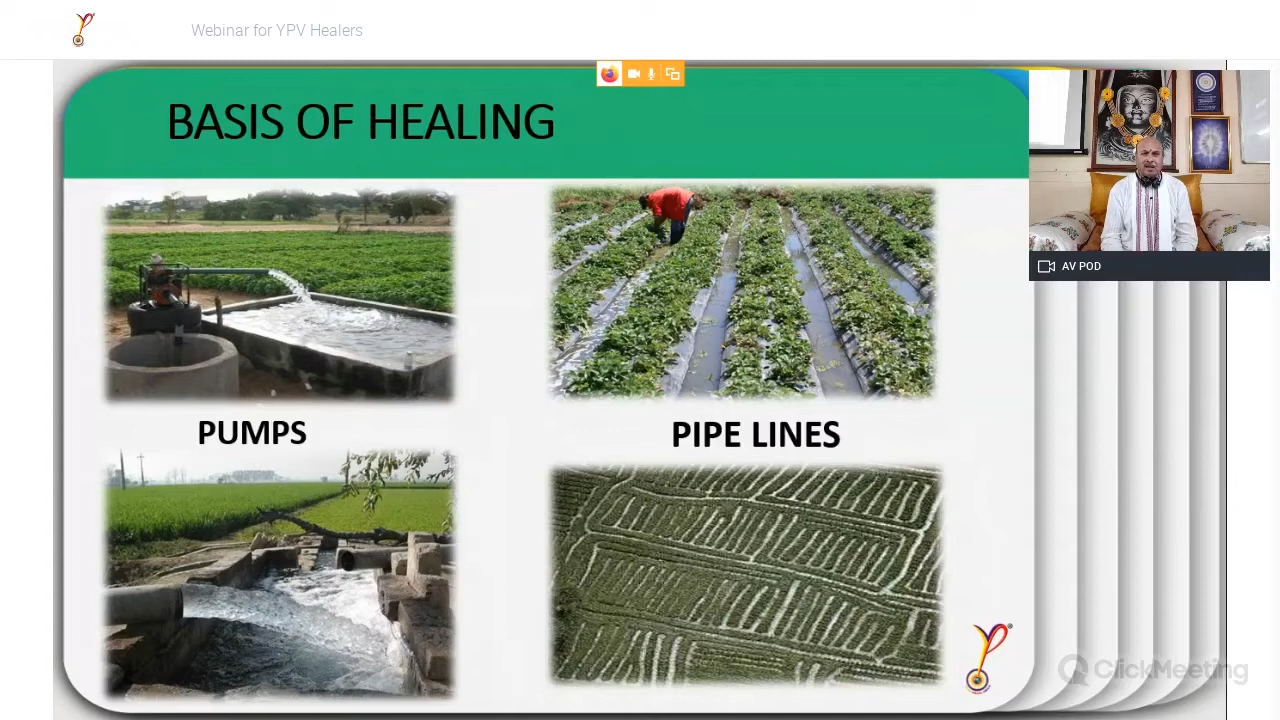 Webinar for YPV Healers
BASIS OF HEALING
AV POD
PUMPS
PIPE LINES
ClickMeeting